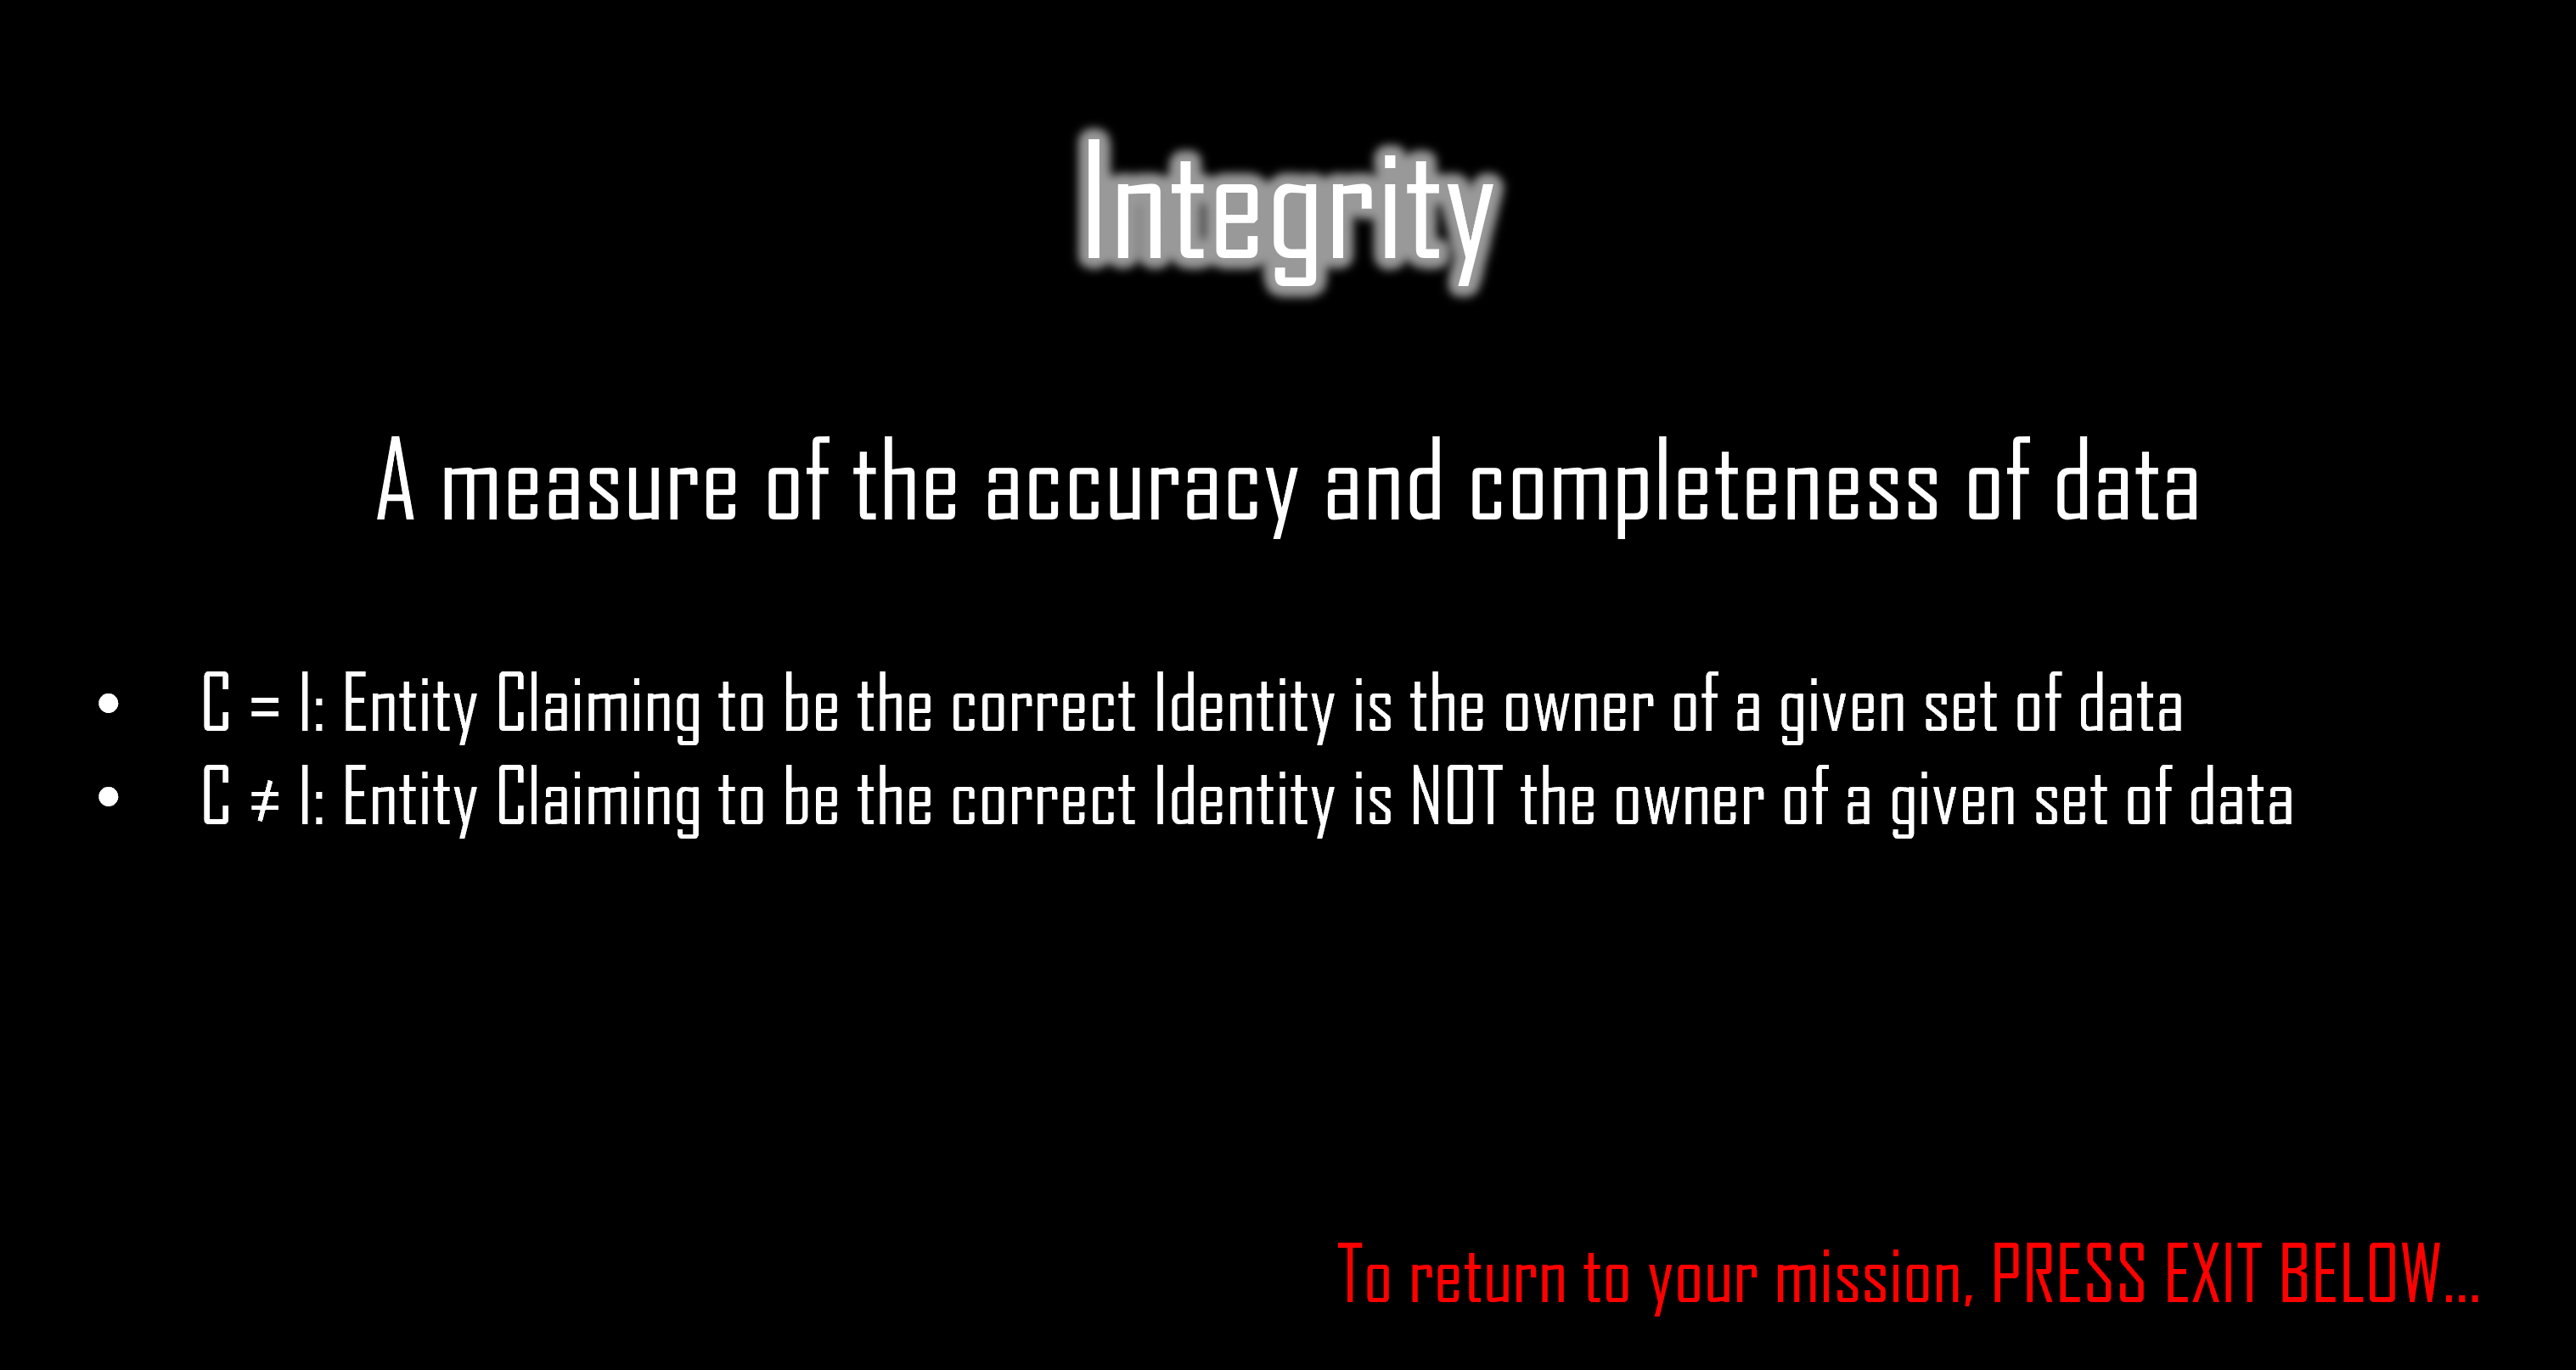 Integrity
A measure of the accuracy and completeness of data
• C = I: Entity Claiming to be the correct Identity is the owner of a given set of data
• C ≠ I: Entity Claiming to be the correct Identity is NOT the owner of a given set of data
To return to your mission, PRESS EXIT BELOW...